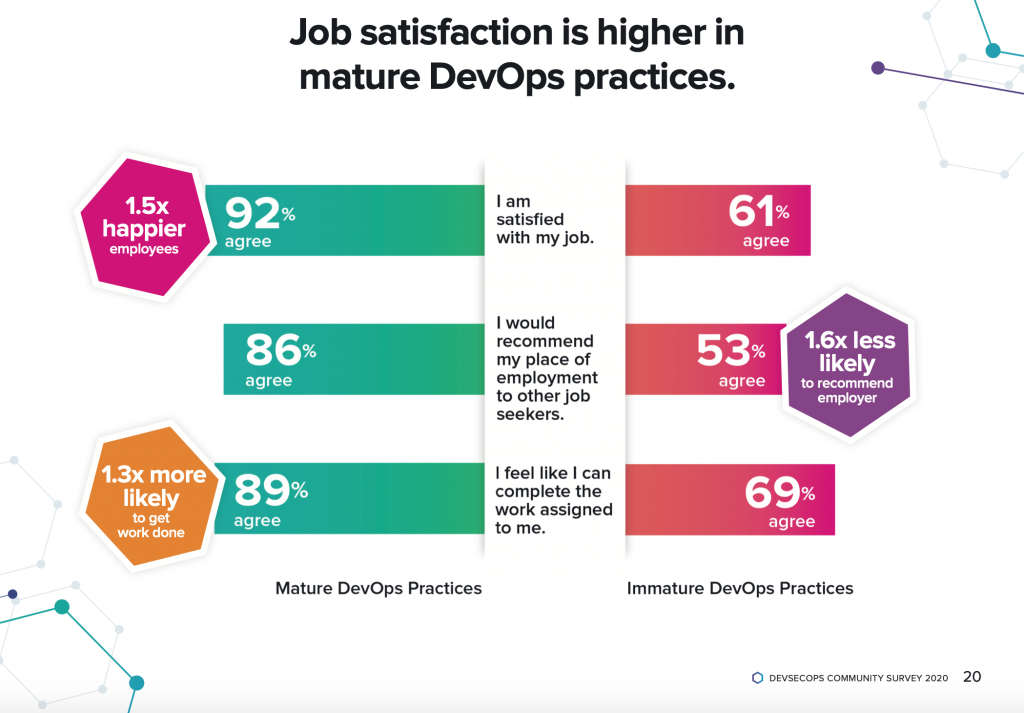 Job satisfaction is higher in
mature DevOps practices.
1.5x
happier
employees
92%
agree
I am
satisfied
with my job.
61%
agree
86%
agree
I would
recommend
my place of
employment
to other job
seekers.
53%
agree
1.6x less
likely
to recommend
employer
1.3x more
likely
to get
work done
89%
agree
I feel like I can
complete the
work assigned
to me.
69%
agree
Mature DevOps Practices
Immature DevOps Practices
DEVSECOPS COMMUNITY SURVEY 2020 20